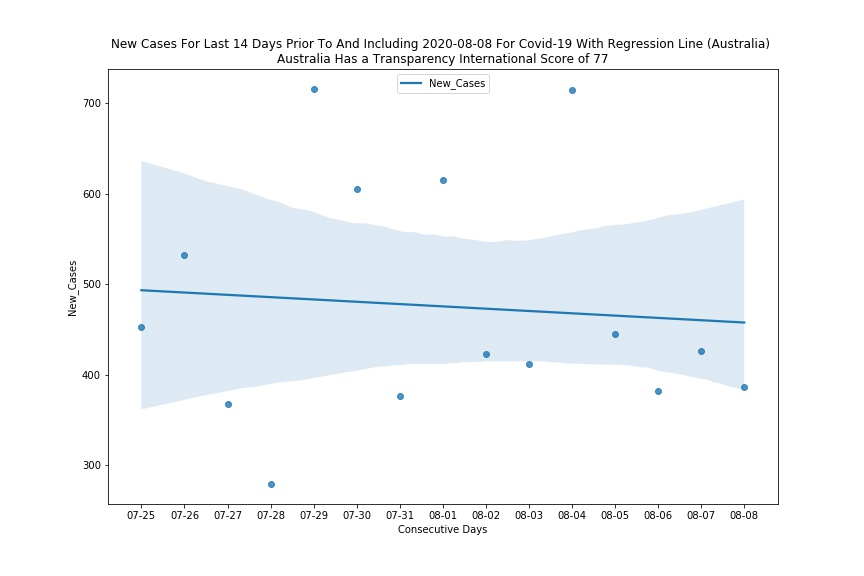 New Cases For Last 14 Days Prior To And Including 2020-08-08 For Covid-19 With Regression Line (Australia)
Australia Has a Transparency International Score of 77
New_Cases
700
600
500
400
300
New_Cases
07-25 07-26 07-27 07-28 07-29 07-30 07-31 08-01 08-02 08-03 08-04 08-05 08-06 08-07 08-08
Consecutive Days